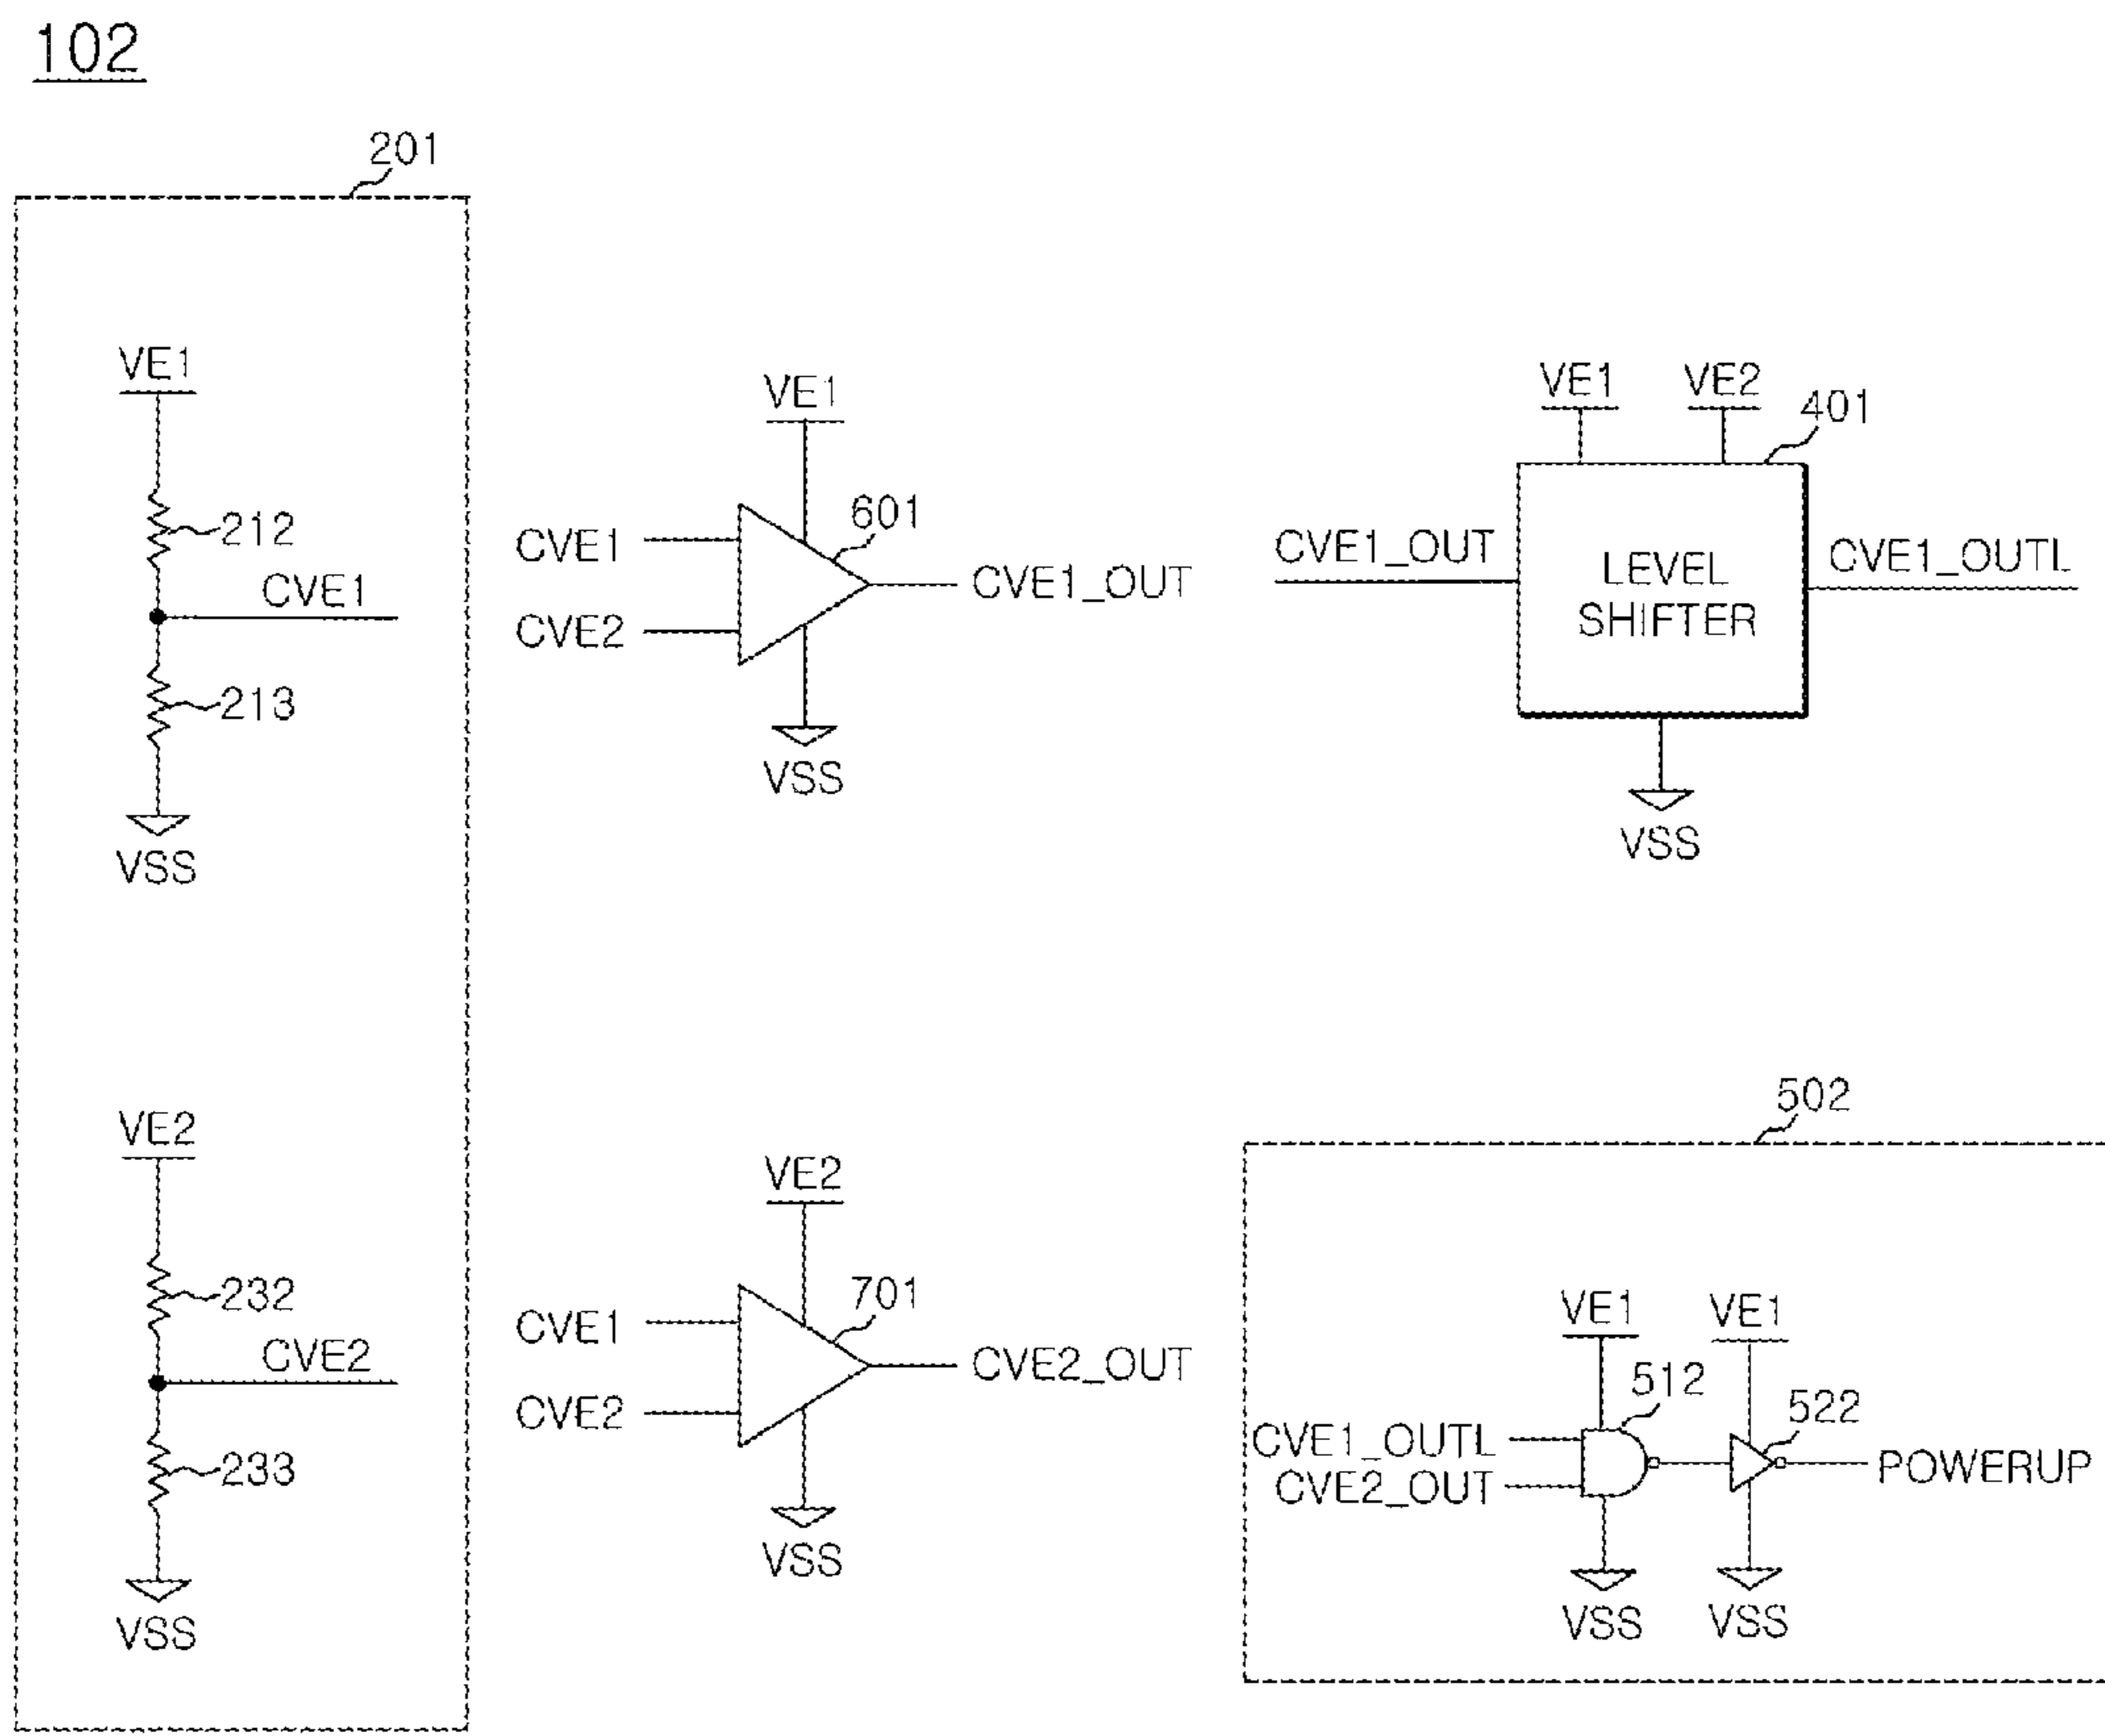 102
201
VE1
212
CVE1
213
VSS
VE2
232
CVE2
233
VSS
VE1
601
CVE1
CVE2
CVE1_OUT
VSS
VE2
701
CVE1
CVE2
CVE2_OUT
VSS
VE1 VE2
401
CVE1_OUT
LEVEL
SHIFTER
CVE1_OUTL
VSS
502
VE1 VE1
512
522
CVE1_OUTL
CVE2_OUT
POWERUP
VSS VSS